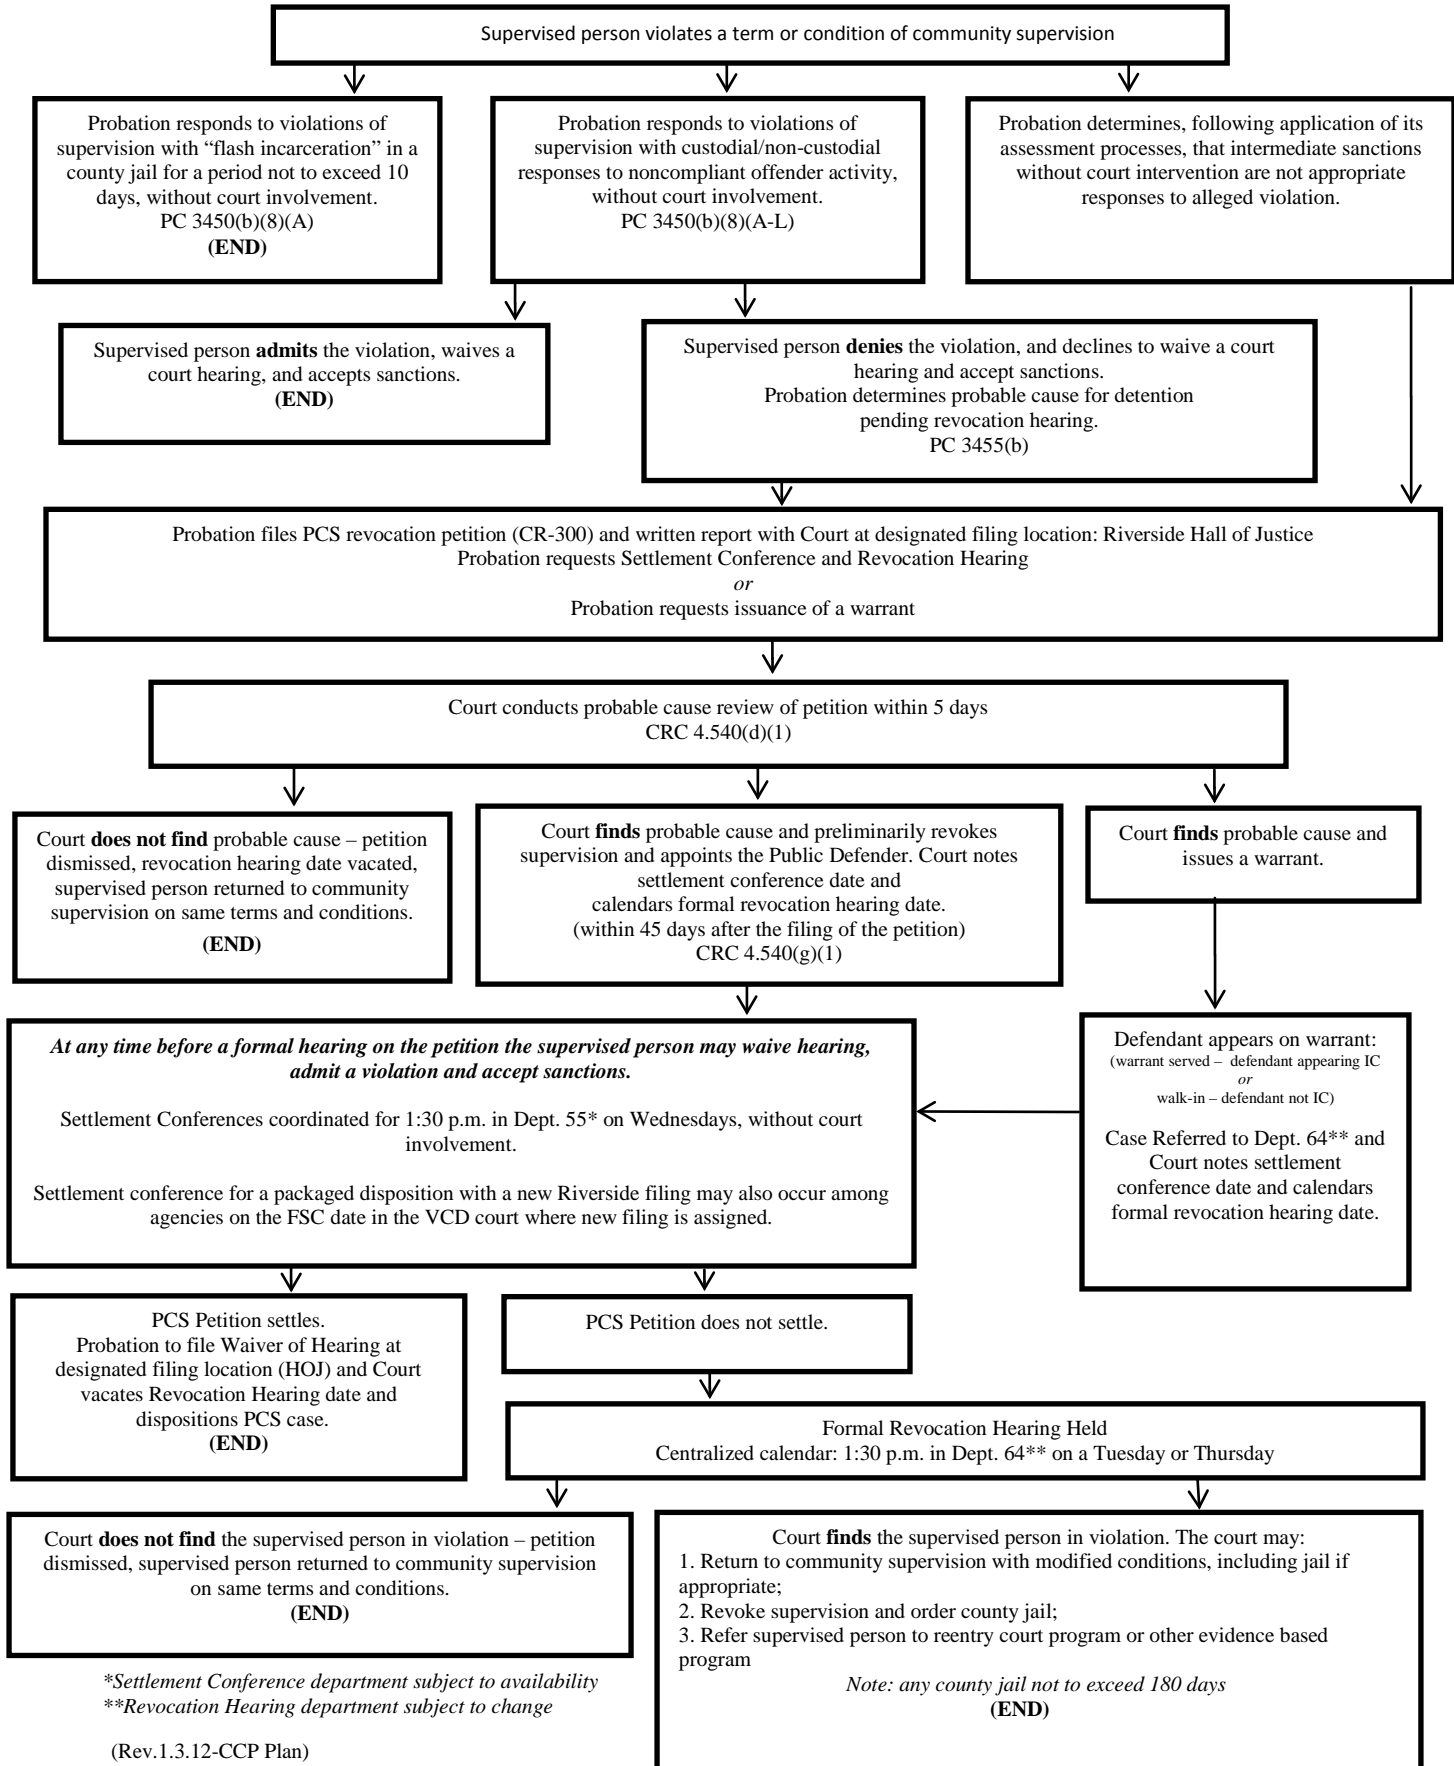 Supervised person violates a term or condition of community supervision
Probation responds to violations of
supervision with “flash incarceration” in a
county jail for a period not to exceed 10
days, without court involvement.
PC 3450(b)(8)(A)
(END)
Probation responds to violations of
supervision with custodial/non-custodial
responses to noncompliant offender activity,
without court involvement.
PC 3450(b)(8)(A-L)
Probation determines, following application of its
assessment processes, that intermediate sanctions
without court intervention are not appropriate
responses to alleged violation.
Supervised person admits the violation, waives a
court hearing, and accepts sanctions.
(END)
Supervised person denies the violation, and declines to waive a court
hearing and accept sanctions.
Probation determines probable cause for detention
pending revocation hearing.
PC 3455(b)
Probation files PCS revocation petition (CR-300) and written report with Court at designated filing location: Riverside Hall of Justice
Probation requests Settlement Conference and Revocation Hearing
or
Probation requests issuance of a warrant
Court conducts probable cause review of petition within 5 days
CRC 4.540(d)(1)
Court does not find probable cause – petition
dismissed, revocation hearing date vacated,
supervised person returned to community
supervision on same terms and conditions.
(END)
Court finds probable cause and preliminarily revokes
supervision and appoints the Public Defender. Court notes
settlement conference date and
calendars formal revocation hearing date.
(within 45 days after the filing of the petition)
CRC 4.540(g)(1)
Court finds probable cause and
issues a warrant.
At any time before a formal hearing on the petition the supervised person may waive hearing,
admit a violation and accept sanctions.
Settlement Conferences coordinated for 1:30 p.m. in Dept. 55* on Wednesdays, without court
involvement.
Settlement conference for a packaged disposition with a new Riverside filing may also occur among
agencies on the FSC date in the VCD court where new filing is assigned.
Defendant appears on warrant:
(warrant served – defendant appearing IC
or
walk-in – defendant not IC)
Case Referred to Dept. 64** and
Court notes settlement
conference date and calendars
formal revocation hearing date.
PCS Petition settles.
Probation to file Waiver of Hearing at
designated filing location (HOJ) and Court
vacates Revocation Hearing date and
dispositions PCS case.
(END)
PCS Petition does not settle.
Formal Revocation Hearing Held
Centralized calendar: 1:30 p.m. in Dept. 64** on a Tuesday or Thursday
Court does not find the supervised person in violation – petition
dismissed, supervised person returned to community supervision
on same terms and conditions.
(END)
Court finds the supervised person in violation. The court may:
1. Return to community supervision with modified conditions, including jail if
appropriate;
2. Revoke supervision and order county jail;
3. Refer supervised person to reentry court program or other evidence based
program
Note: any county jail not to exceed 180 days
(END)
*Settlement Conference department subject to availability
**Revocation Hearing department subject to change
(Rev.1.3.12-CCP Plan)